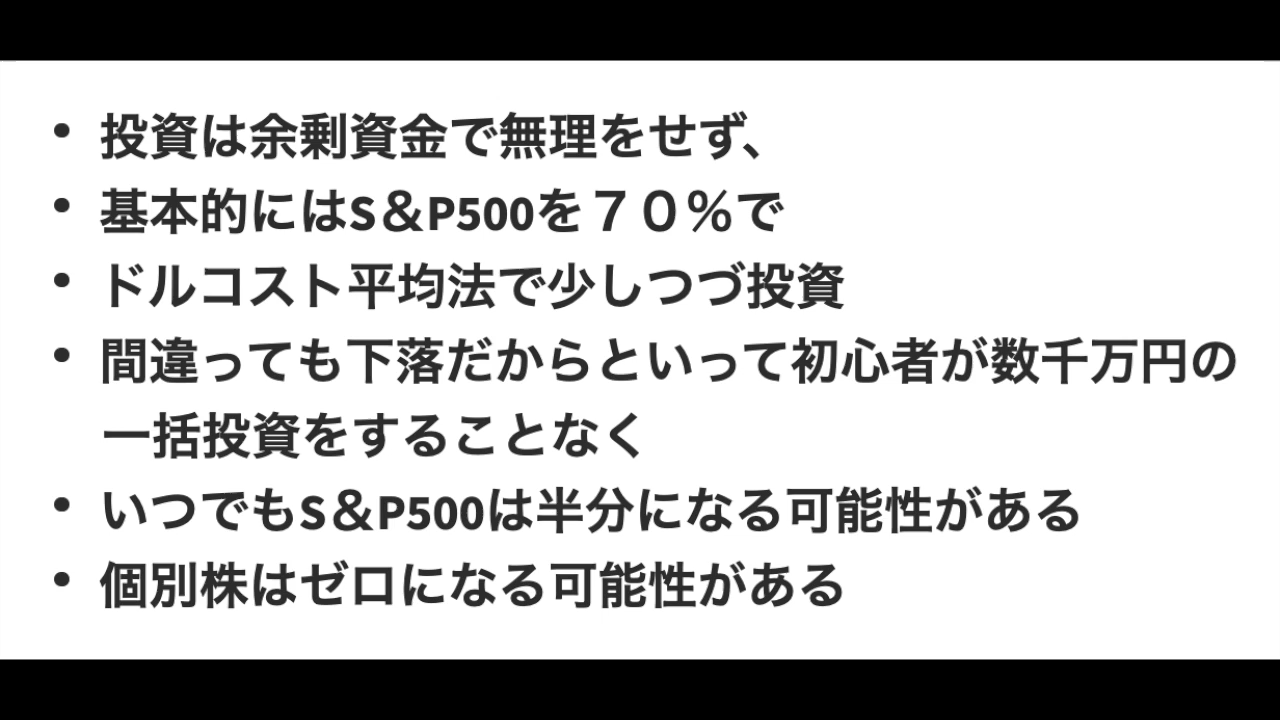 • 投資は余剰資金で無理をせず、
• 基本的にはS＆P500を７０％で
• ドルコスト平均法で少しつづ投資
• 間違っても下落だからといって初心者が数千万円の
一括投資をすることなく
• いつでもS＆P500は半分になる可能性がある
• 個別株はゼロになる可能性がある